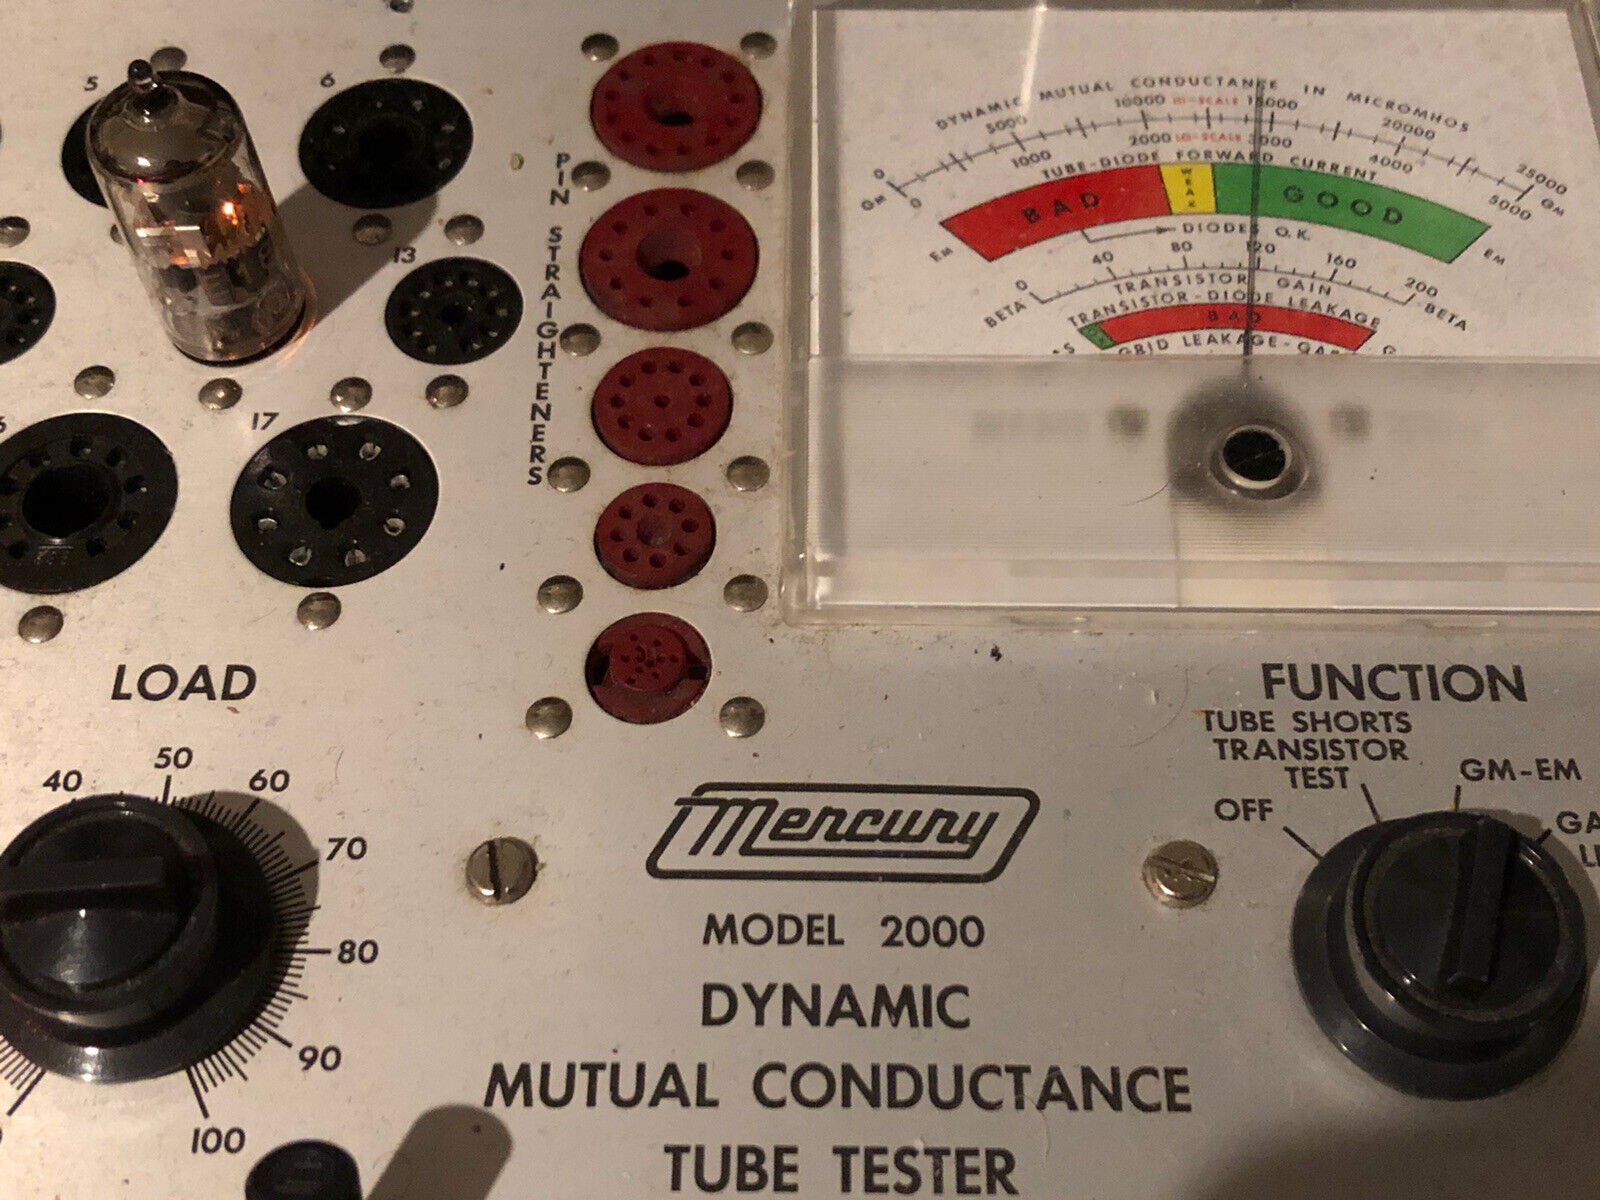 5
6
13
17
PIN STRAIGHTENERS
DYNAMIC MUTUAL CONDUCTANCE IN MICROMHOS
0 5000 10000 HI-SCALE 15000 20000 25000
GM 0 1000 2000 LO-SCALE 3000 4000 5000 GM
TUBE-DIODE FORWARD CURRENT
EM BAD WEAK GOOD EM
DIODES O.K.
0 40 80 120 160 200
BETA TRANSISTOR GAIN BETA
TRANSISTOR-DIODE LEAKAGE
BAD
GRID LEAKAGE-GA
LOAD
40 50 60 70 80 90 100
FUNCTION
TUBE SHORTS
TRANSISTOR
TEST
GM-EM
OFF
GA
Mercury
MODEL 2000
DYNAMIC
MUTUAL CONDUCTANCE
TUBE TESTER